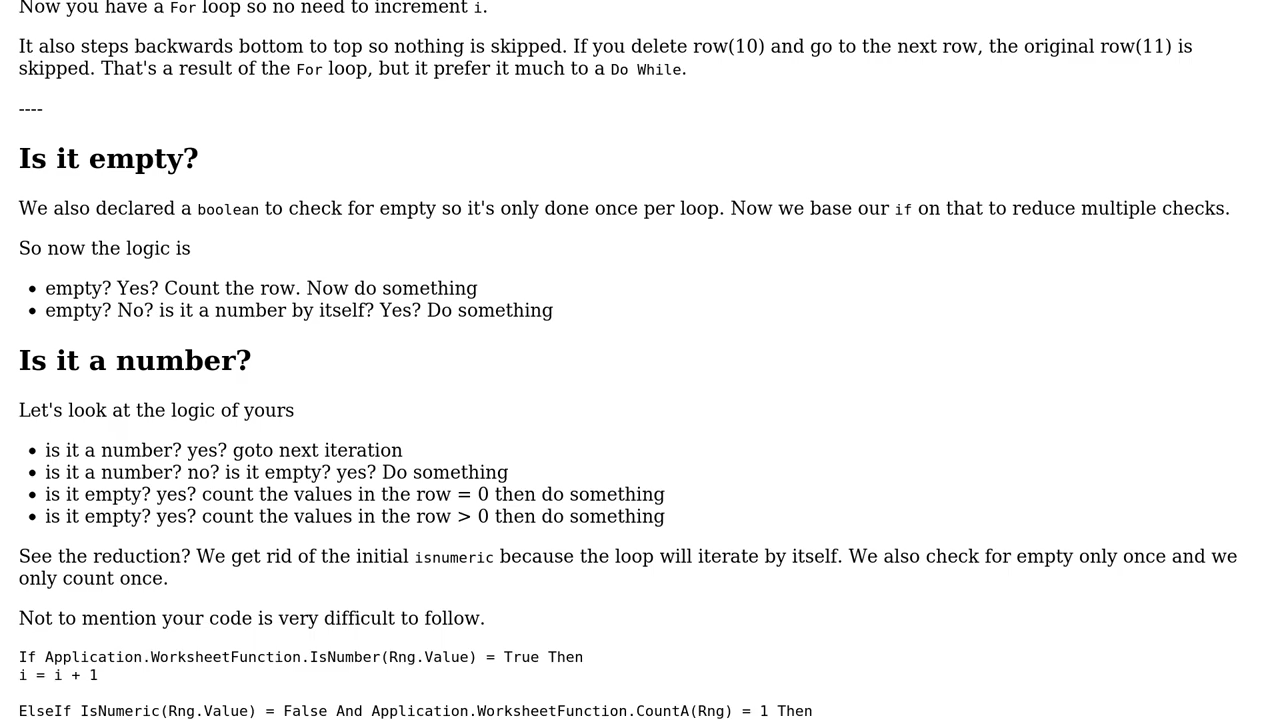 Now you have a For loop so no need to increment i.
It also steps backwards bottom to top so nothing is skipped. If you delete row(10) and go to the next row, the original row(11) is
skipped. That's a result of the For loop, but it prefer it much to a Do While.
----
Is it empty?
We also declared a boolean to check for empty so it's only done once per loop. Now we base our if on that to reduce multiple checks.
So now the logic is
• empty? Yes? Count the row. Now do something
• empty? No? is it a number by itself? Yes? Do something
Is it a number?
Let's look at the logic of yours
• is it a number? yes? goto next iteration
• is it a number? no? is it empty? yes? Do something
• is it empty? yes? count the values in the row = 0 then do something
• is it empty? yes? count the values in the row > 0 then do something
See the reduction? We get rid of the initial isnumeric because the loop will iterate by itself. We also check for empty only once and we
only count once.
Not to mention your code is very difficult to follow.
If Application.WorksheetFunction.IsNumber(Rng.Value) = True Then
i = i + 1
ElseIf IsNumeric(Rng.Value) = False And Application.WorksheetFunction.CountA(Rng) = 1 Then